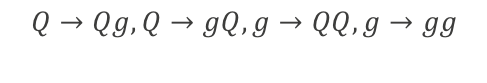 Q → Qg, Q → gQ, g → QQ, g → gg